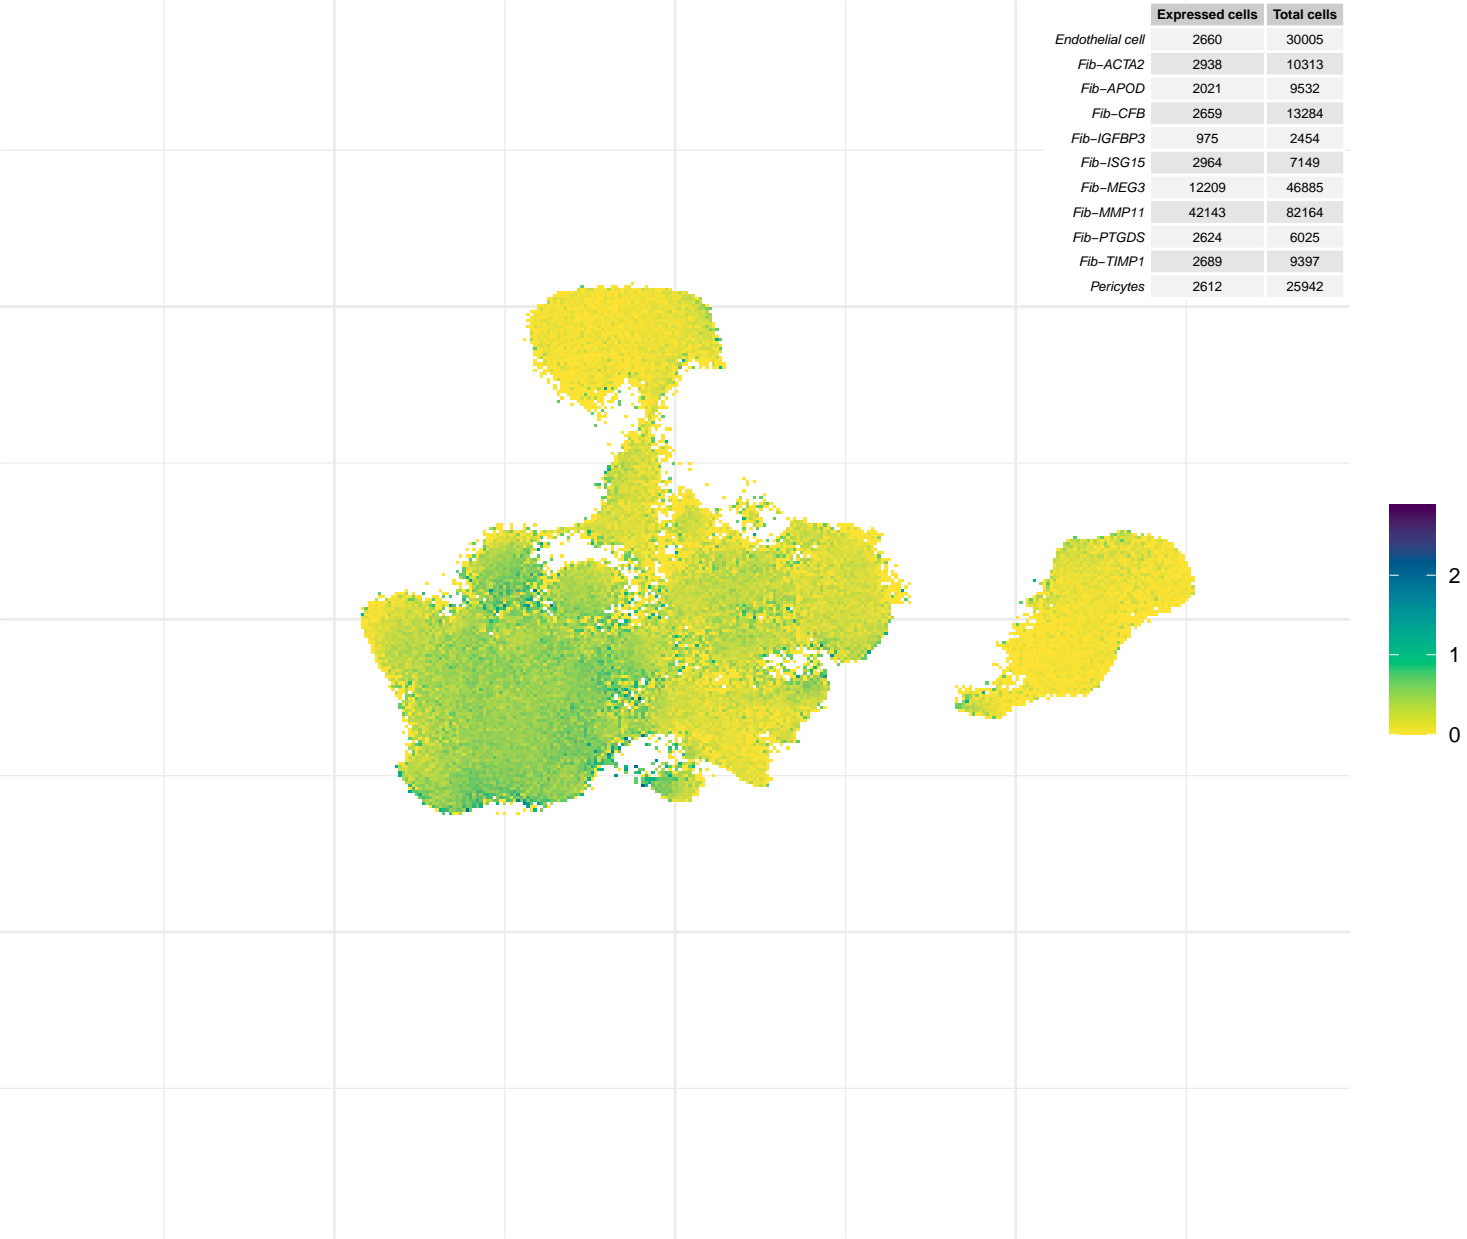 Expressed cells Total cells
Endothelial cell 2660 30005
Fib−ACTA2 2938 10313
Fib−APOD 2021 9532
Fib−CFB 2659 13284
Fib−IGFBP3 975 2454
Fib−ISG15 2964 7149
Fib−MEG3 12209 46885
Fib−MMP11 42143 82164
Fib−PTGDS 2624 6025
Fib−TIMP1 2689 9397
Pericytes 2612 25942
2
1
0